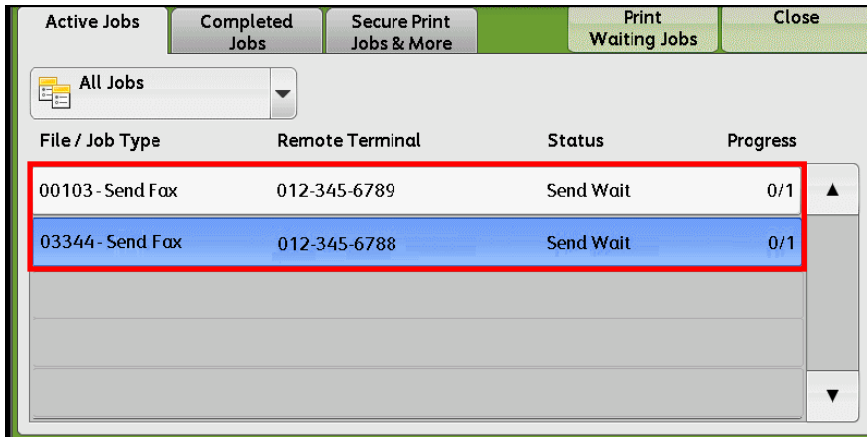 Active Jobs
Completed
Jobs
Secure Print
Jobs & More
Print
Waiting Jobs
Close
All Jobs
File / Job Type Remote Terminal Status Progress
00103 - Send Fax 012-345-6789 Send Wait 0/1
03344 - Send Fax 012-345-6788 Send Wait 0/1